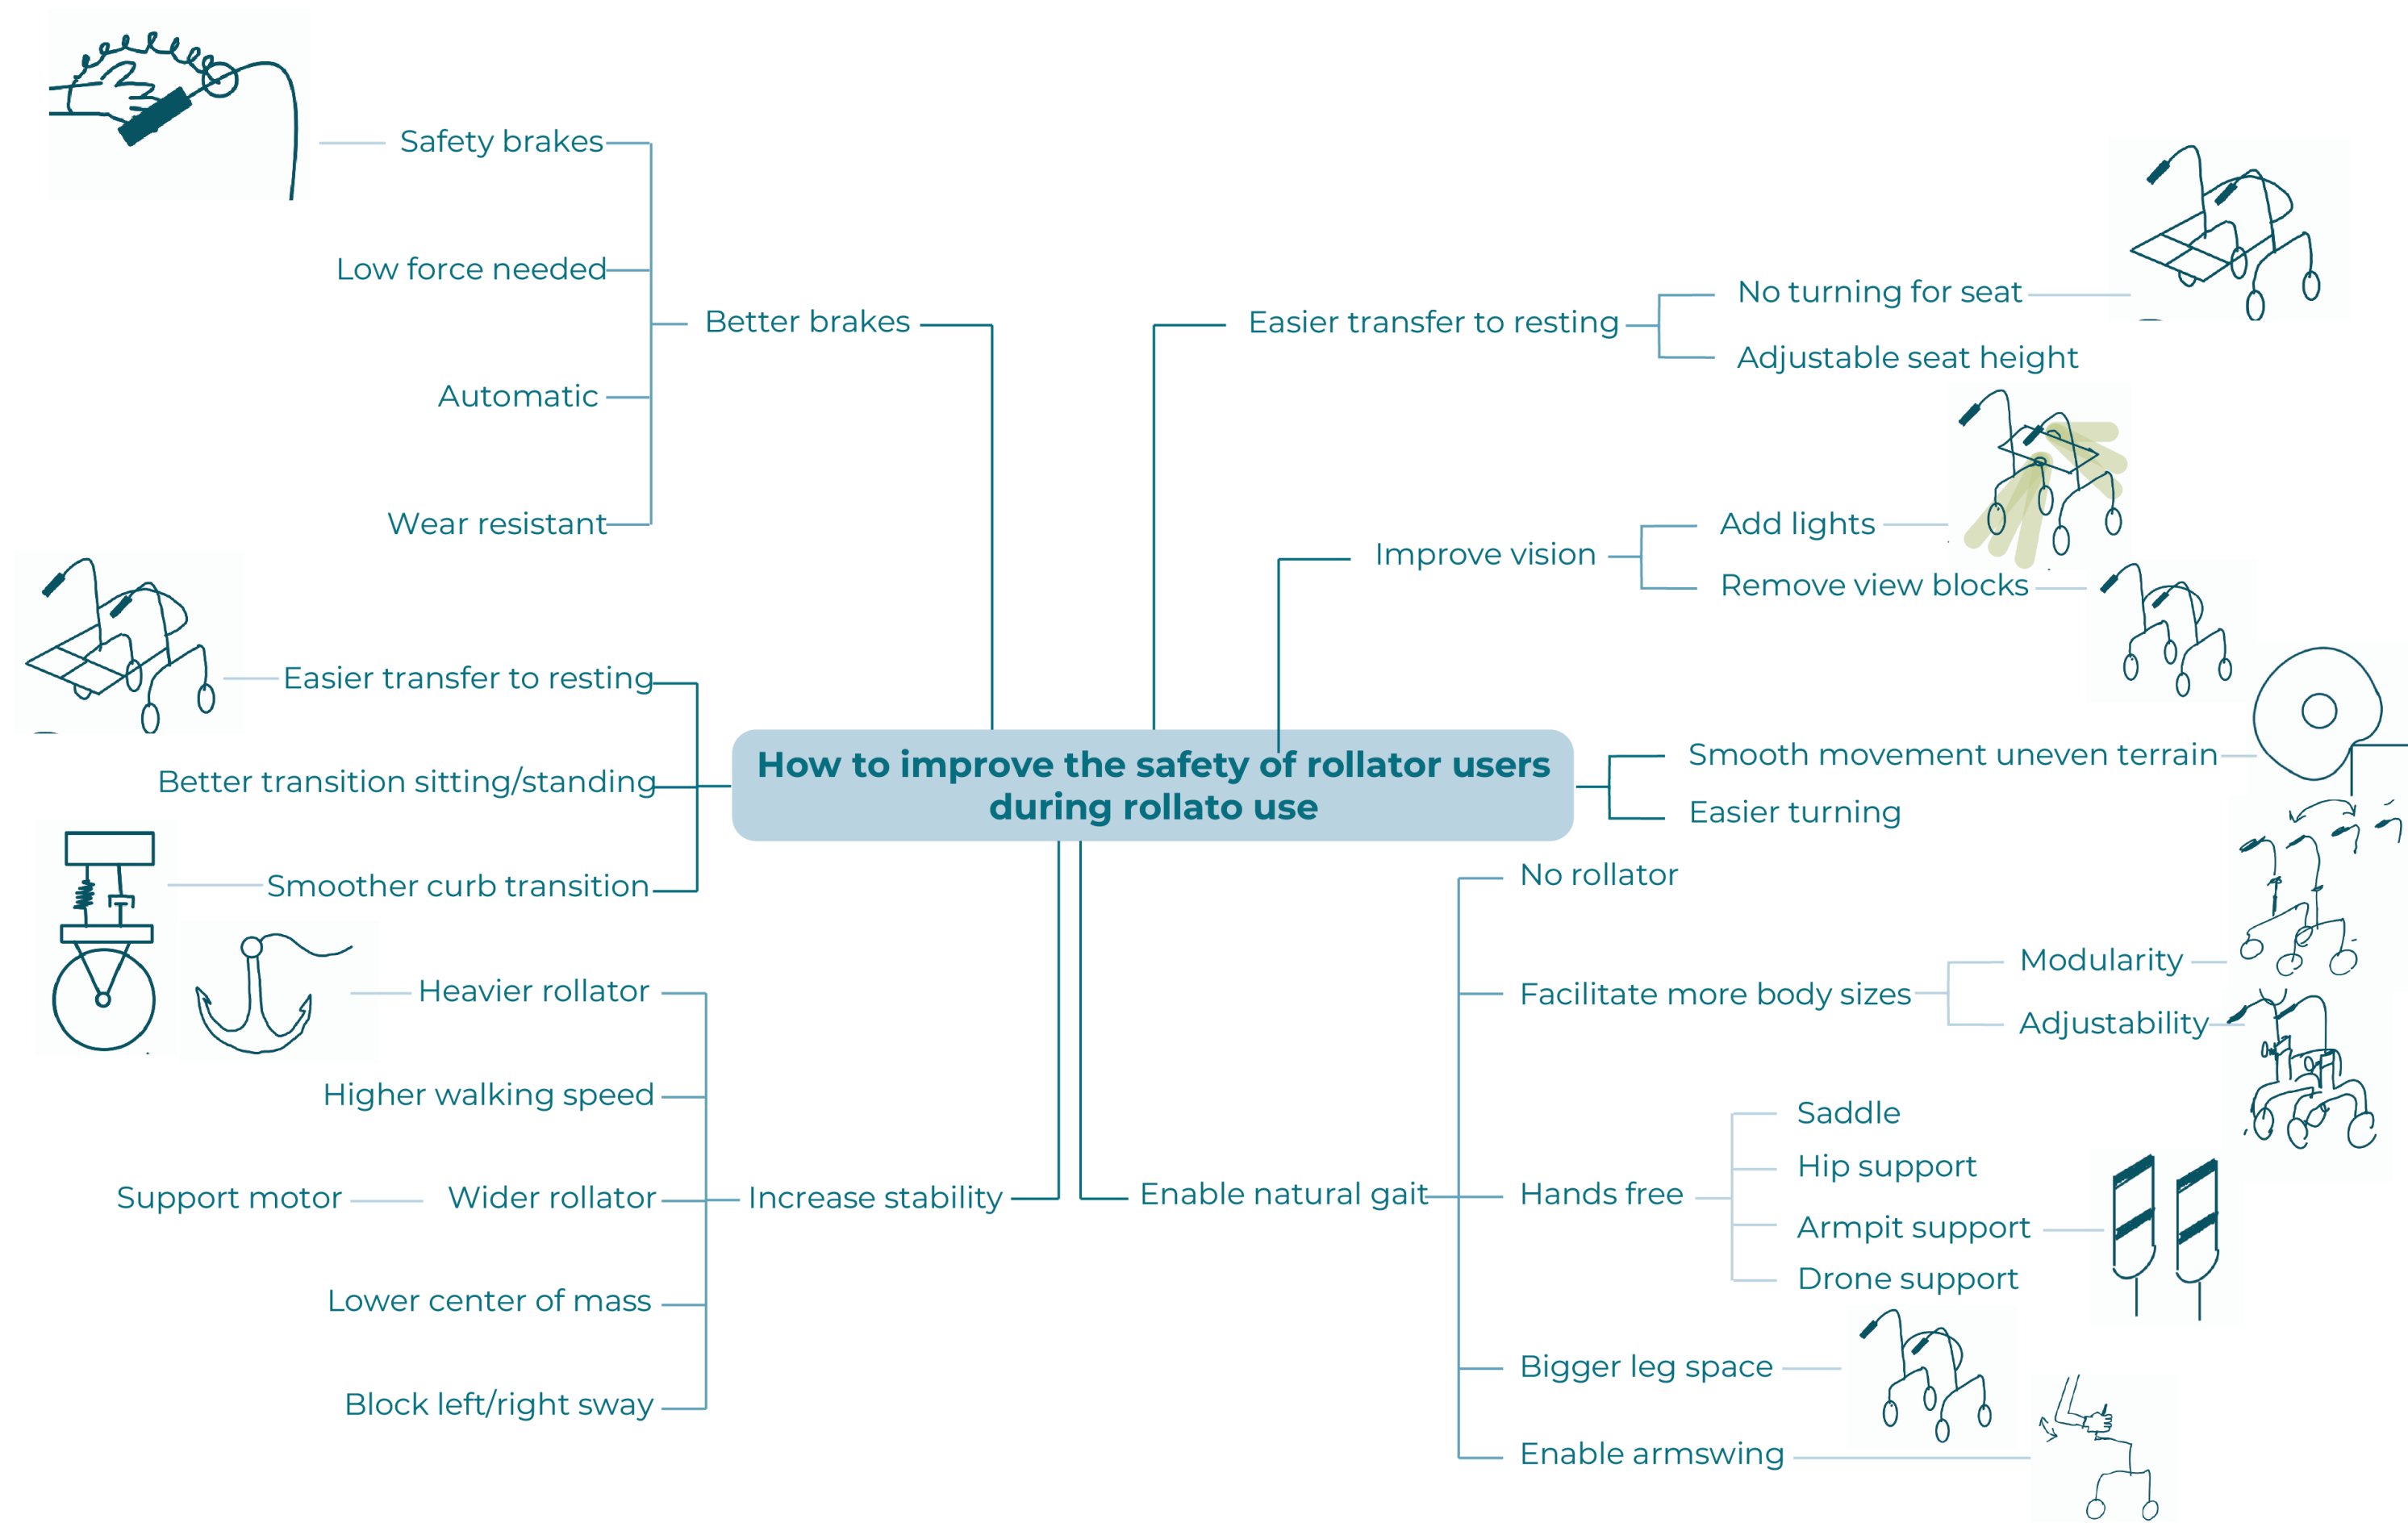 Safety brakes
Low force needed
Better brakes
Automatic
Wear resistant
Easier transfer to resting
No turning for seat
Adjustable seat height
Improve vision
Add lights
Remove view blocks
Easier transfer to resting
Better transition sitting/standing
Smoother curb transition
How to improve the safety of rollator users
during rollato use
Smooth movement uneven terrain
Easier turning
Heavier rollator
Higher walking speed
Support motor
Wider rollator
Increase stability
Lower center of mass
Block left/right sway
Enable natural gait
No rollator
Facilitate more body sizes
Modularity
Adjustability
Hands free
Saddle
Hip support
Armpit support
Drone support
Bigger leg space
Enable armswing